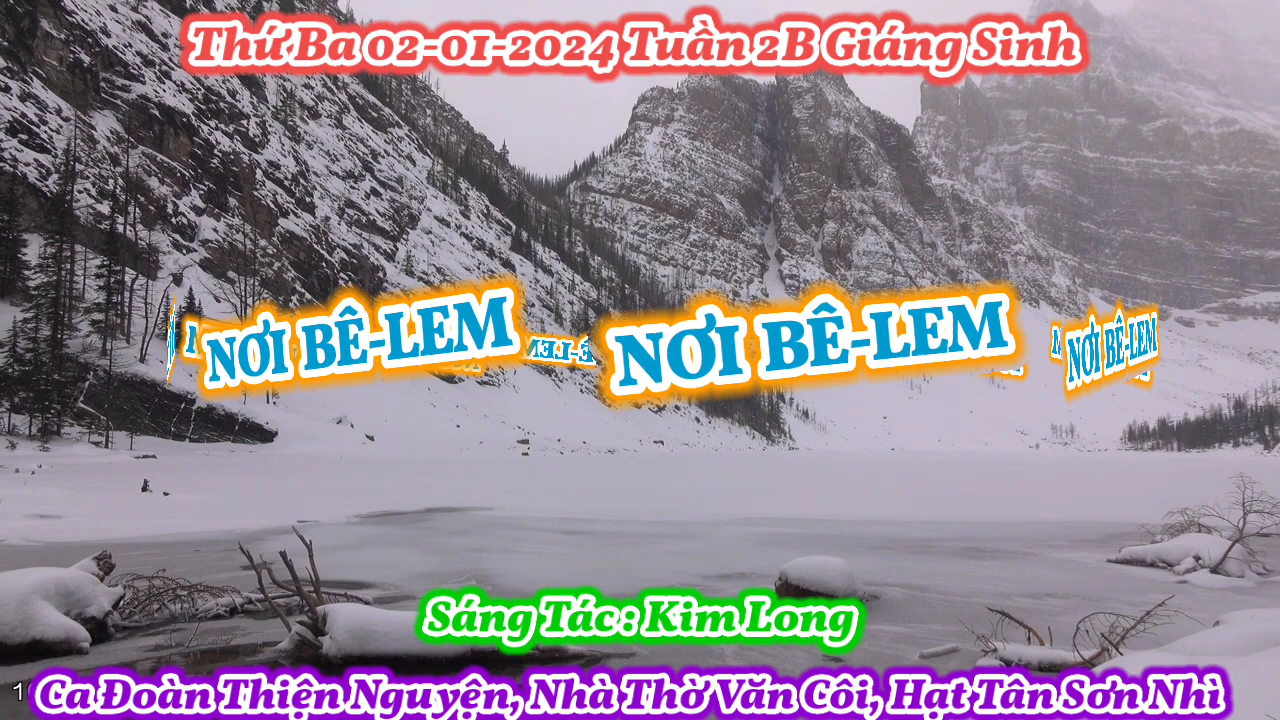 Thứ Ba 02-01-2024 Tuần 2B Giáng Sinh
NƠI BÊ-LEM NƠI BÊ-LEM NƠI BÊ-LEM
Sáng Tác : Kim Long
1 Ca Đoàn Thiện Nguyện, Nhà Thờ Văn Côi, Hạt Tân Sơn Nhì